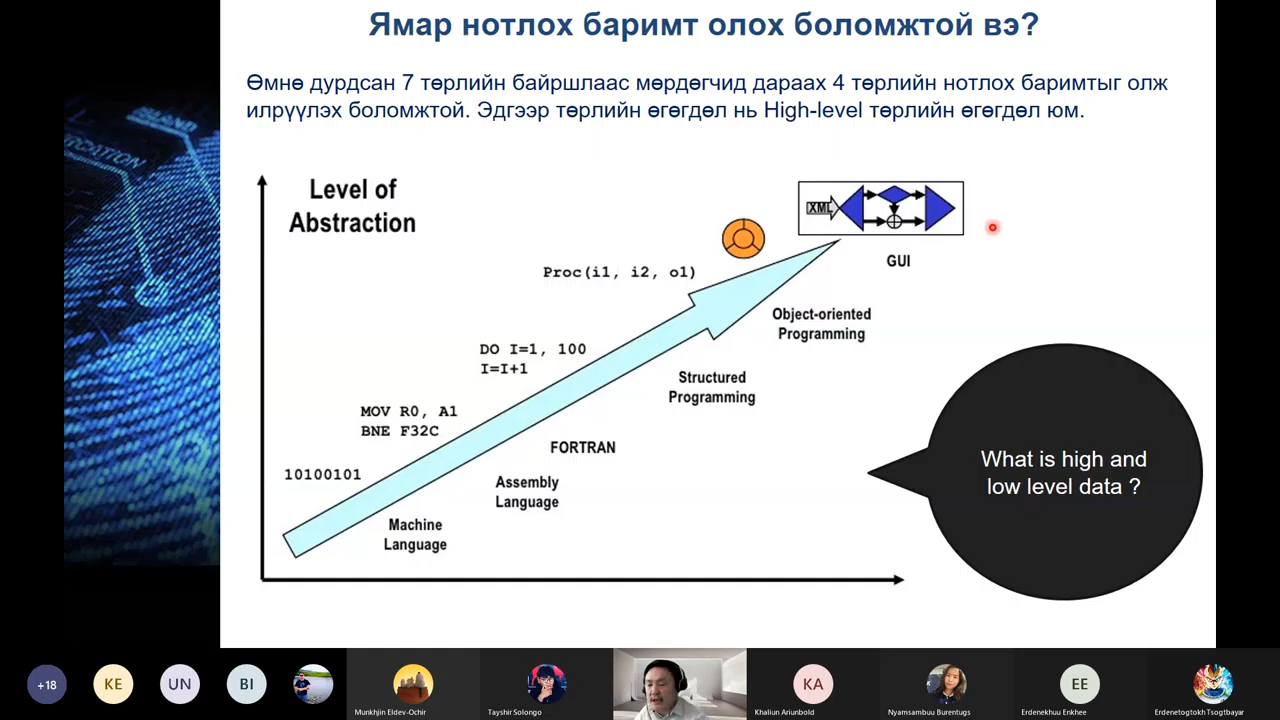 Ямар нотлох баримт олох боломжтой вэ?
Өмнө дурдсан 7 төрлийн байршлаас мөрдөгчид дараах 4 төрлийн нотлох баримтыг олж
илрүүлэх боломжтой. Эдгээр төрлийн өгөгдөл нь High-level төрлийн өгөгдөл юм.
Level of
Abstraction
XML
GUI
Proc(i1, i2, o1)
Object-oriented
Programming
DO I=1, 100
I=I+1
Structured
Programming
MOV R0, A1
BNE F32C
FORTRAN
10100101
Assembly
Language
Machine
Language
What is high and
low level data ?
+18
KE
UN
BI
Munkhjin Eldev-Ochir
Tayshir Solongo
KA
Khaliun Ariunbold
Nyamsambuu Burentugs
EE
Erdenekhuu Enkhee
Erdenetogtokh Tsogtbayar